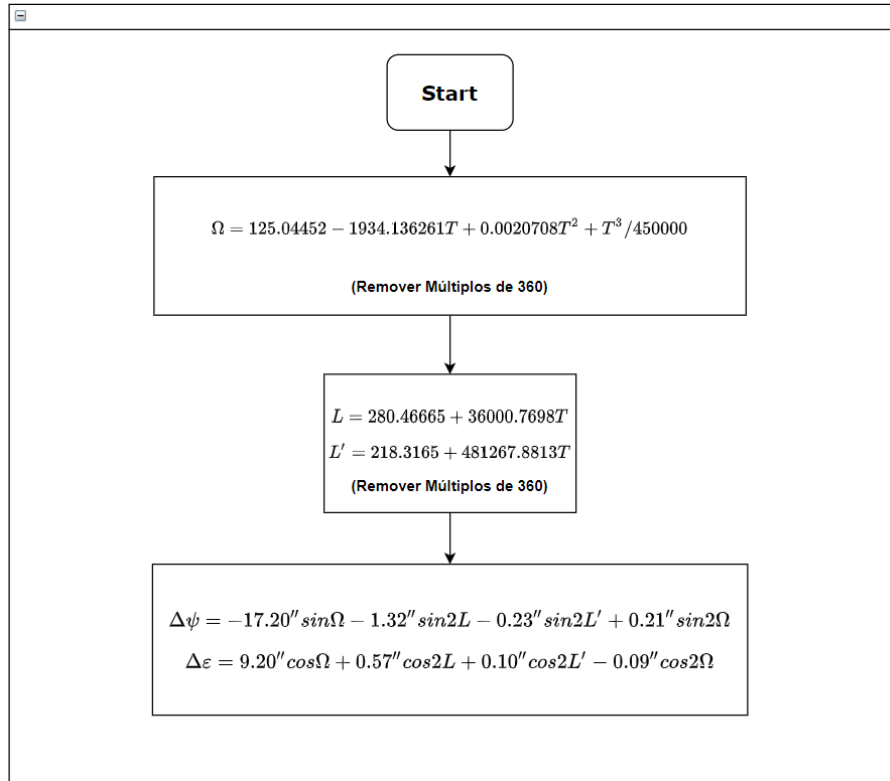 Start
Ω = 125.04452 − 1934.136261T + 0.0020708T² + T³/450000
(Remover Múltiplos de 360)
L = 280.46665 + 36000.7698T
L′ = 218.3165 + 481267.8813T
(Remover Múltiplos de 360)
Δψ = −17.20″sinΩ − 1.32″sin2L − 0.23″sin2L′ + 0.21″sin2Ω
Δε = 9.20″cosΩ + 0.57″cos2L + 0.10″cos2L′ − 0.09″cos2Ω